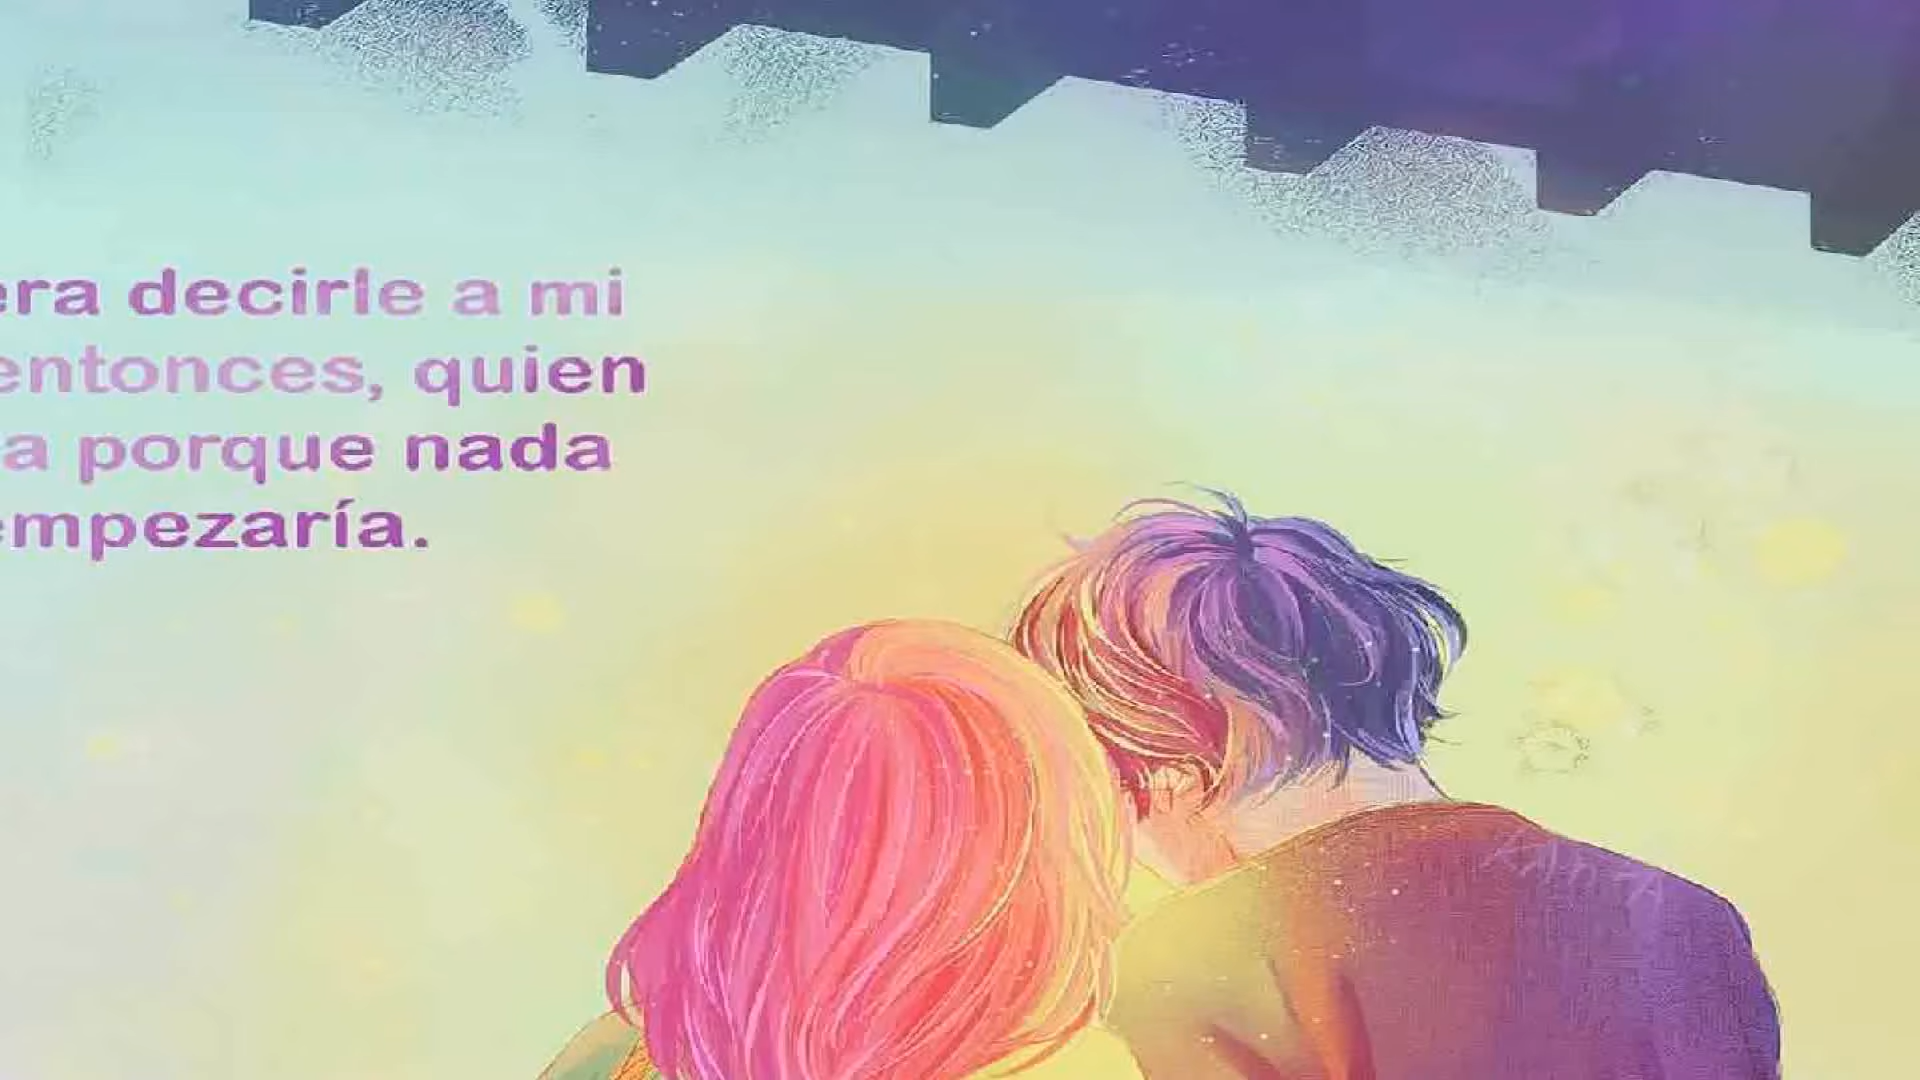 era decirle a mi
entonces, quien
a porque nada
empezaría.